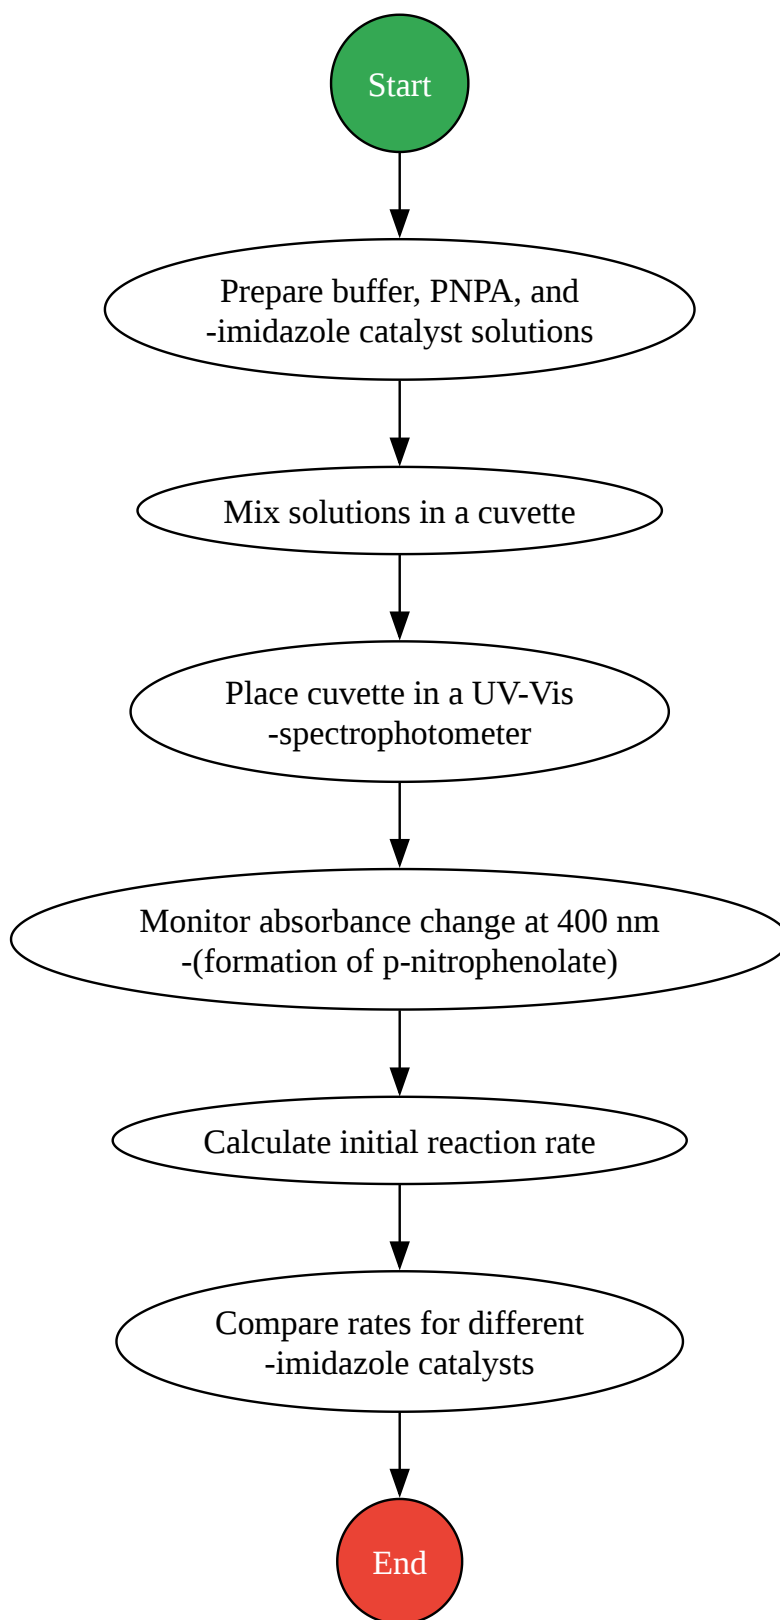 Start
Prepare buffer, PNPA, and
-imidazole catalyst solutions
Mix solutions in a cuvette
Place cuvette in a UV-Vis
-spectrophotometer
Monitor absorbance change at 400 nm
-(formation of p-nitrophenolate)
Calculate initial reaction rate
Compare rates for different
-imidazole catalysts
End